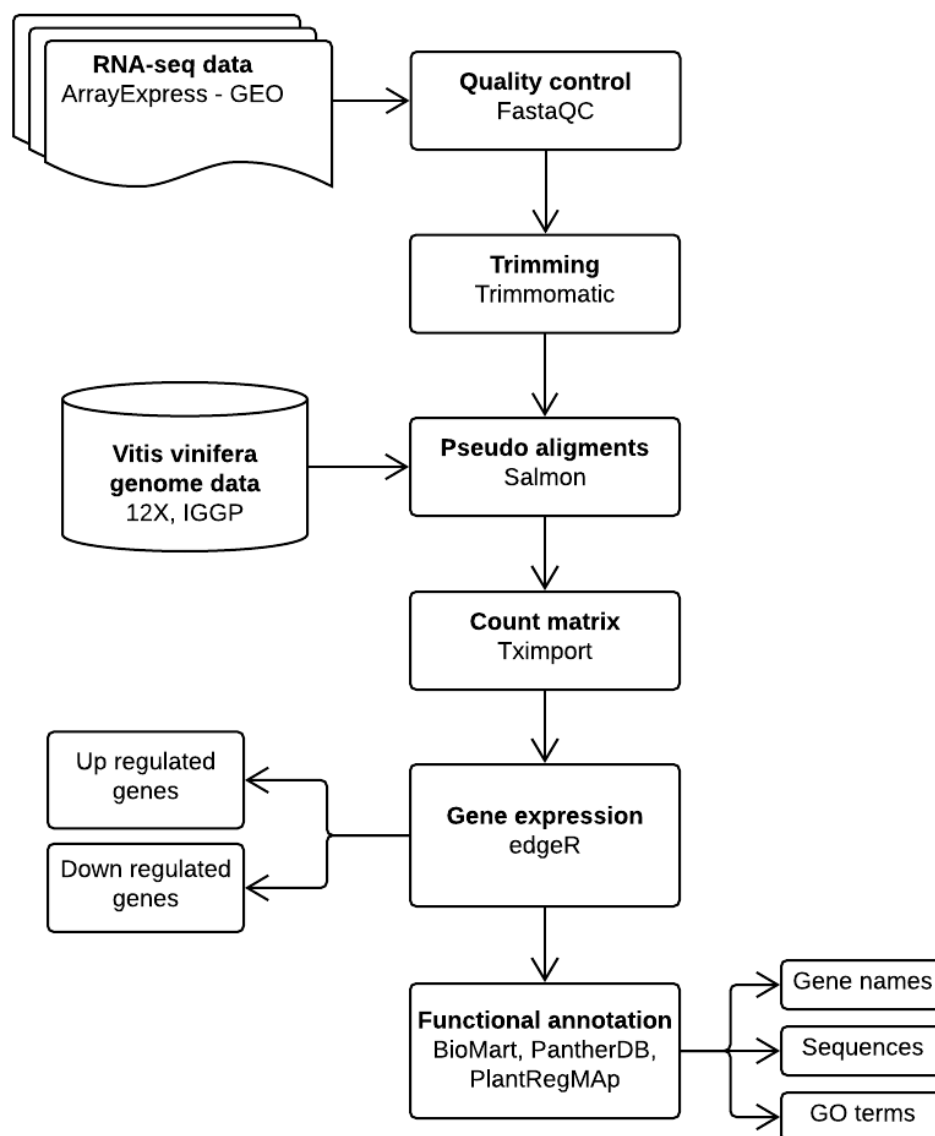 RNA-seq data
ArrayExpress - GEO
Quality control
FastaQC
Trimming
Trimmomatic
Vitis vinifera
genome data
12X, IGGP
Pseudo aligments
Salmon
Count matrix
Tximport
Up regulated
genes
Down regulated
genes
Gene expression
edgeR
Functional annotation
BioMart, PantherDB,
PlantRegMAp
Gene names
Sequences
GO terms